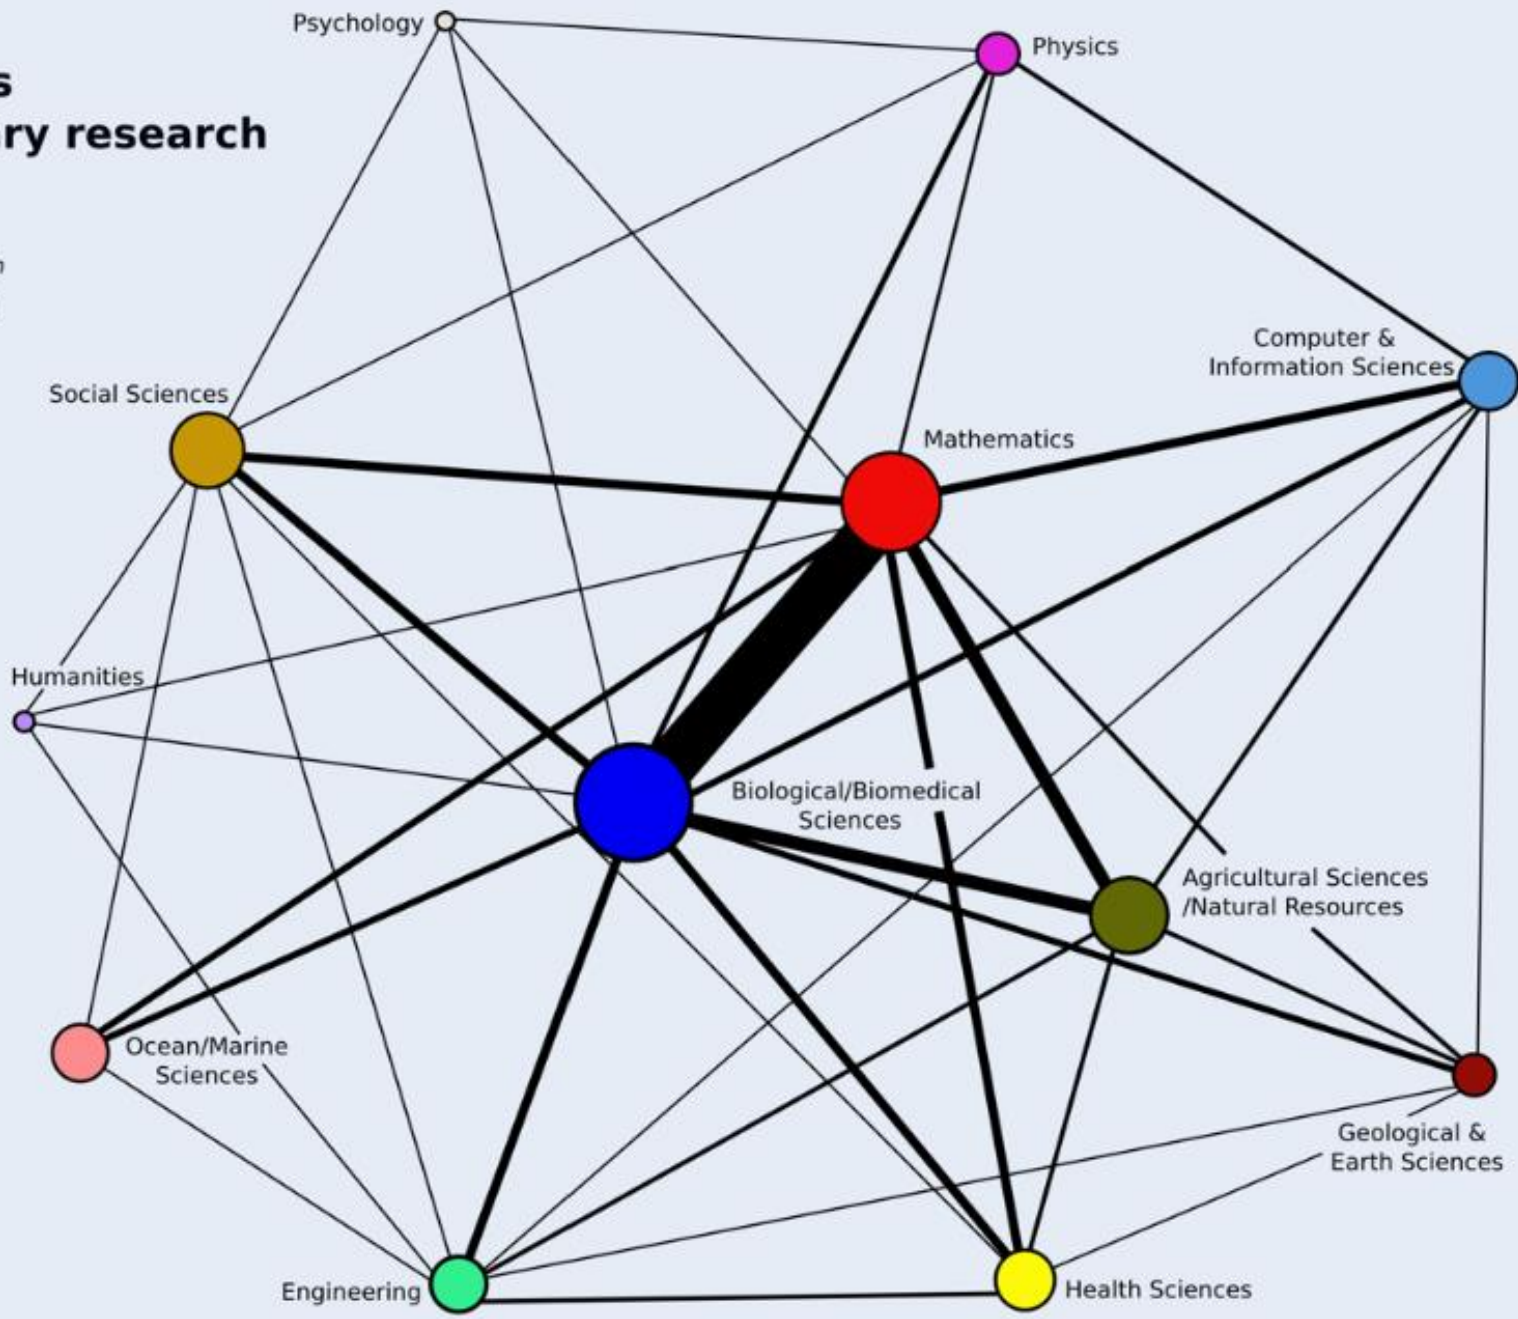 Psychology
Physics
s
ry research
Computer &
Information Sciences
Social Sciences
Mathematics
Humanities
Biological/Biomedical
Sciences
Agricultural Sciences
/Natural Resources
Ocean/Marine
Sciences
Geological &
Earth Sciences
Engineering
Health Sciences